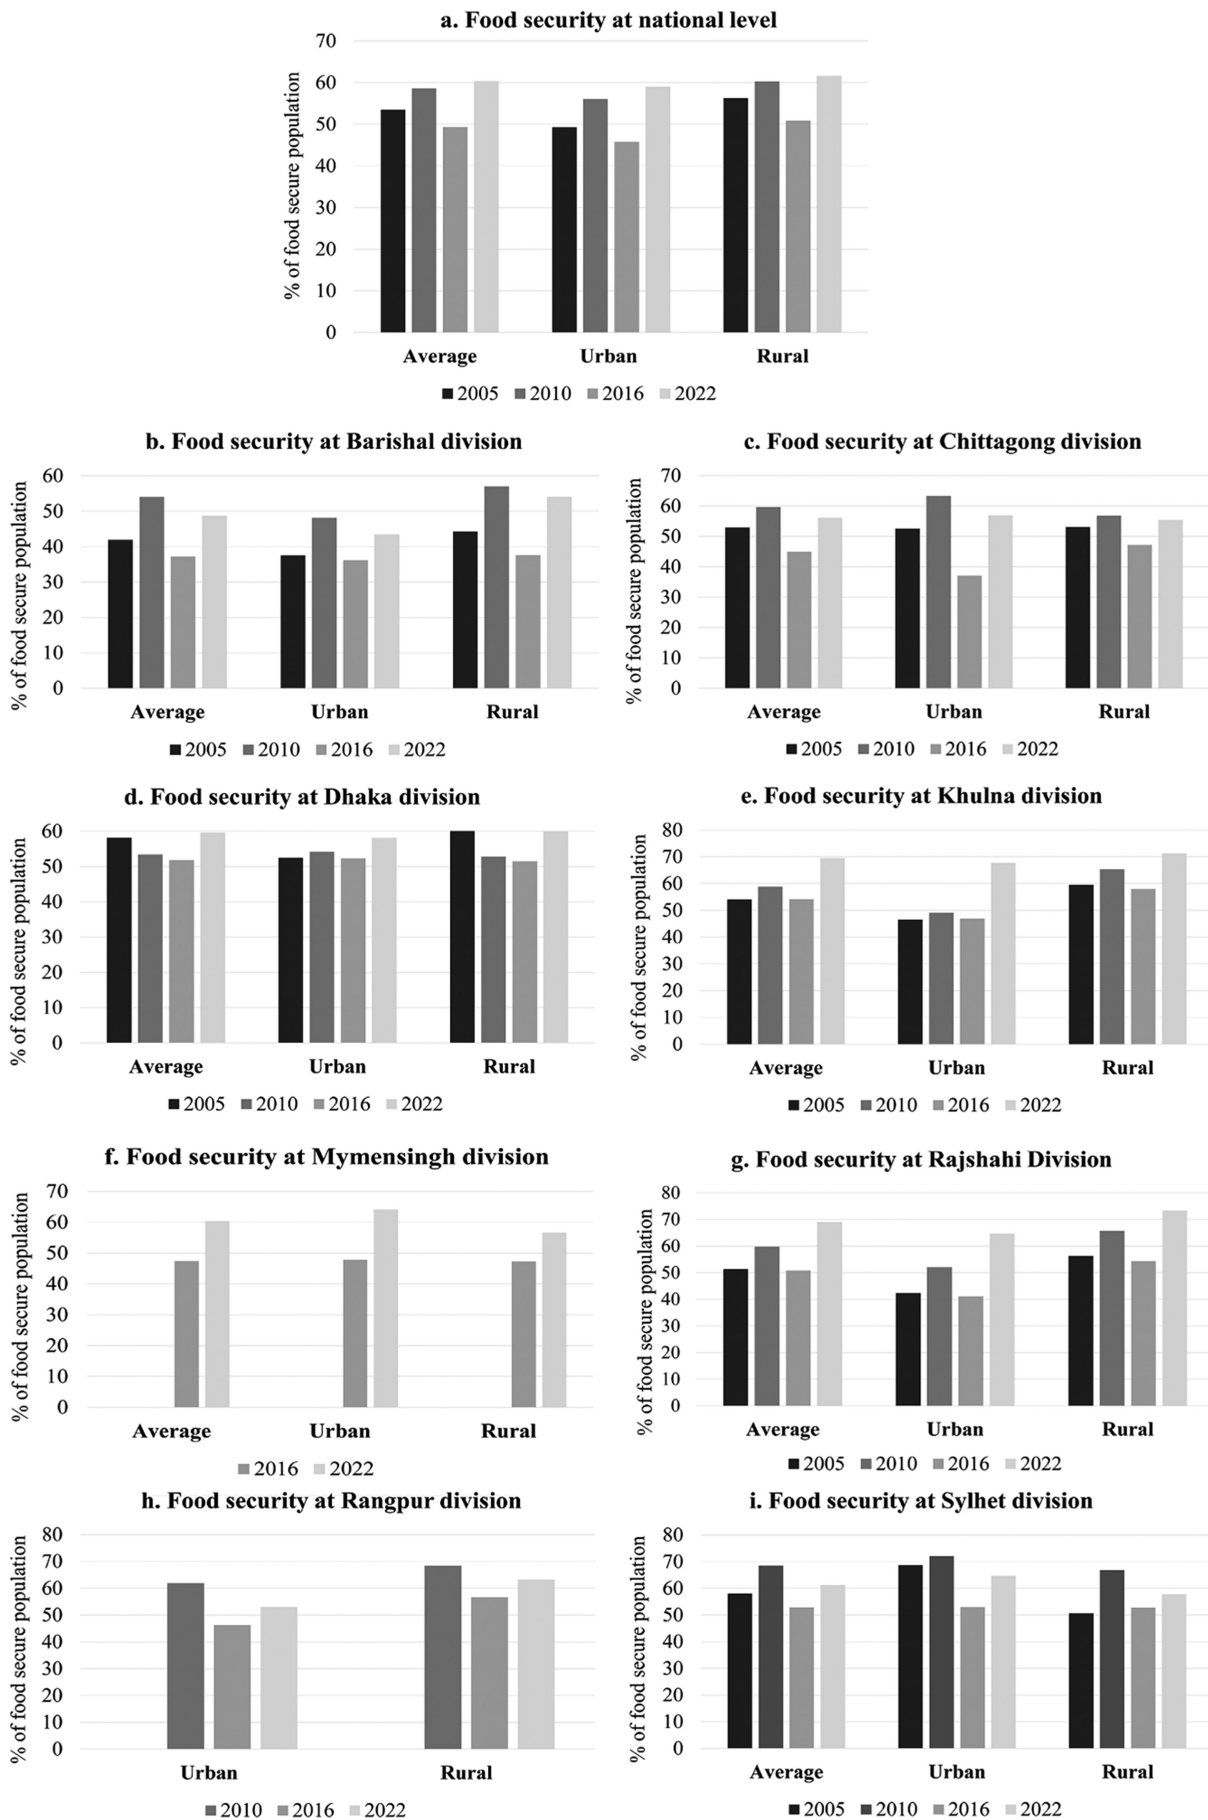 a. Food security at national level
% of food secure population
70
60
50
40
30
20
10
0
Average Urban Rural
2005 2010 2016 2022
b. Food security at Barishal division
% of food secure population
60
50
40
30
20
10
0
Average Urban Rural
2005 2010 2016 2022
c. Food security at Chittagong division
% of food secure population
70
60
50
40
30
20
10
0
Average Urban Rural
2005 2010 2016 2022
d. Food security at Dhaka division
% of food secure population
60
50
40
30
20
10
0
Average Urban Rural
2005 2010 2016 2022
e. Food security at Khulna division
% of food secure population
80
70
60
50
40
30
20
10
0
Average Urban Rural
2005 2010 2016 2022
f. Food security at Mymensingh division
% of food secure population
70
60
50
40
30
20
10
0
Average Urban Rural
2016 2022
g. Food security at Rajshahi Division
% of food secure population
80
70
60
50
40
30
20
10
0
Average Urban Rural
2005 2010 2016 2022
h. Food security at Rangpur division
% of food secure population
80
70
60
50
40
30
20
10
0
Urban Rural
2010 2016 2022
i. Food security at Sylhet division
% of food secure population
80
70
60
50
40
30
20
10
0
Average Urban Rural
2005 2010 2016 2022